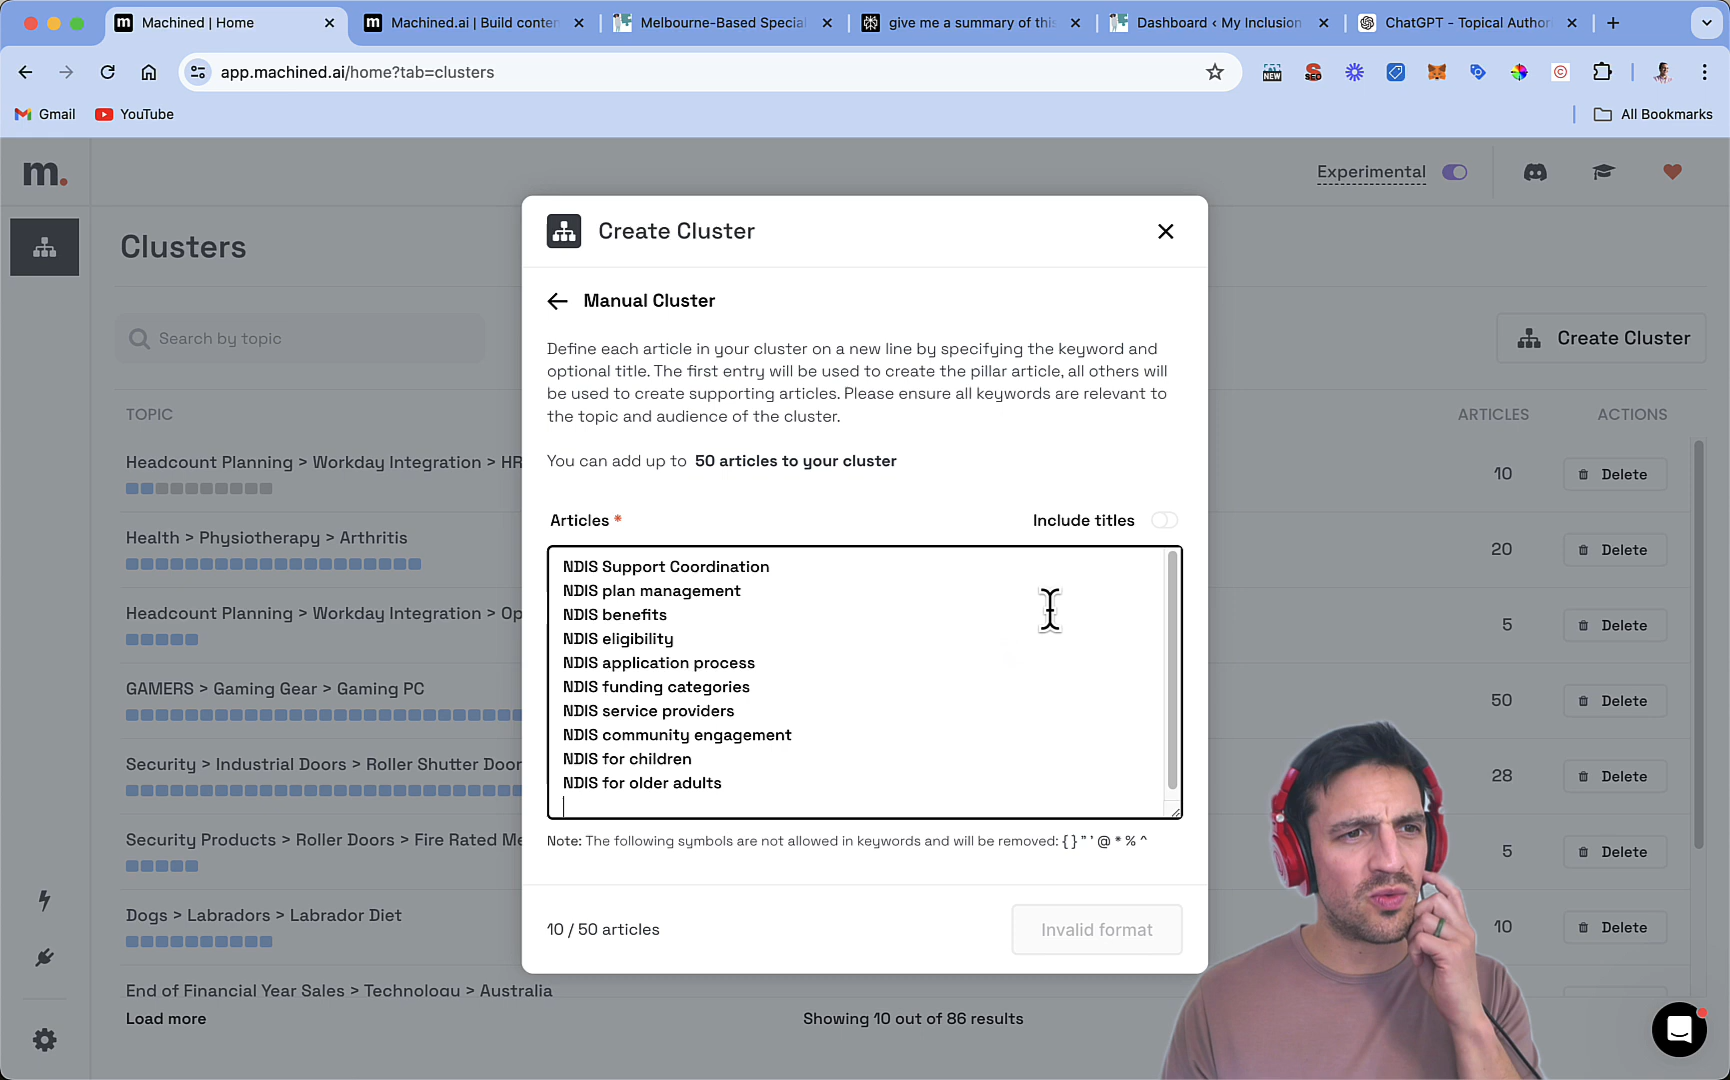 Machined | Home
Machined.ai | Build conten
Melbourne-Based Special
give me a summary of this
Dashboard ‹ My Inclusion
ChatGPT - Topical Author
app.machined.ai/home?tab=clusters
NEW
SEO
Gmail
YouTube
All Bookmarks
m.
Experimental
Clusters
Search by topic
Create Cluster
TOPIC
ARTICLES
ACTIONS
Headcount Planning > Workday Integration > HR
10
Delete
Health > Physiotherapy > Arthritis
20
Delete
Headcount Planning > Workday Integration > Op
5
Delete
GAMERS > Gaming Gear > Gaming PC
50
Delete
Security > Industrial Doors > Roller Shutter Door
28
Delete
Security Products > Roller Doors > Fire Rated Me
5
Delete
Dogs > Labradors > Labrador Diet
10
Delete
End of Financial Year Sales > Technology > Australia
Load more
Showing 10 out of 86 results
Create Cluster
Manual Cluster
Define each article in your cluster on a new line by specifying the keyword and
optional title. The first entry will be used to create the pillar article, all others will
be used to create supporting articles. Please ensure all keywords are relevant to
the topic and audience of the cluster.
You can add up to 50 articles to your cluster
Articles *
Include titles
NDIS Support Coordination
NDIS plan management
NDIS benefits
NDIS eligibility
NDIS application process
NDIS funding categories
NDIS service providers
NDIS community engagement
NDIS for children
NDIS for older adults
Note: The following symbols are not allowed in keywords and will be removed: { } " ' @ * % ^
10 / 50 articles
Invalid format